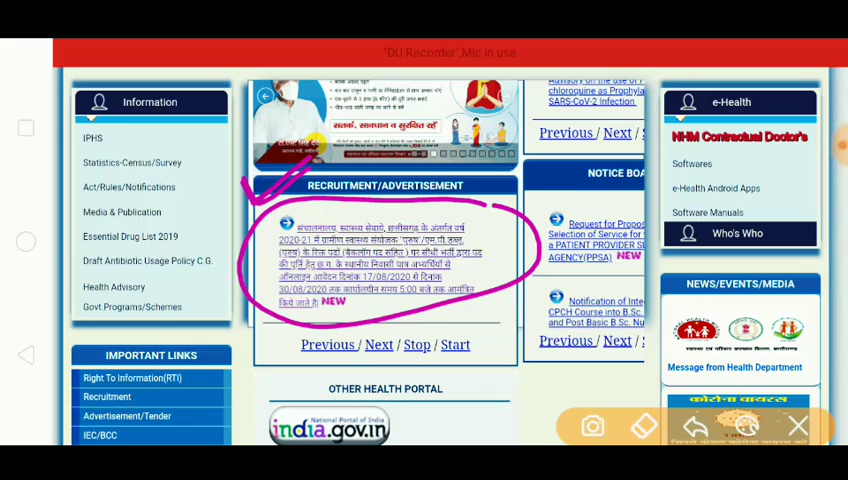 "DU Recorder",Mic in use
Information
IPHS
Statistics-Census/Survey
Act/Rules/Notifications
Media & Publication
Essential Drug List 2019
Draft Antibiotic Usage Policy C.G.
Health Advisory
Govt.Programs/Schemes
IMPORTANT LINKS
Right To Information(RTI)
Recruitment
Advertisement/Tender
IEC/BCC
सतर्क, सावधान व सुरक्षित रहें
RECRUITMENT/ADVERTISEMENT
संचालनालय, स्वास्थ्य सेवायें, छत्तीसगढ़ के अंतर्गत वर्ष
2020-21 में ग्रामीण स्वास्थ्य संयोजक "पुरुष"/एम.पी.डब्लू.
(पुरुष) के रिक्त पदों (बैकलॉग पद सहित ) पर सीधी भर्ती द्वारा पद
की पूर्ति हेतु छ.ग. के स्थानीय निवासी पात्र अभ्यर्थियों से
ऑनलाइन आवेदन दिनांक 17/08/2020 से दिनांक
30/08/2020 तक कार्यालयीन समय 5:00 बजे तक आमंत्रित
किये जाते है| NEW
Previous / Next / Stop / Start
OTHER HEALTH PORTAL
National Portal of India
india.gov.in
Advisory on the use of
chloroquine as Prophyla
SARS-CoV-2 Infection
Previous / Next / S
NOTICE BOA
Request for Propos
Selection of Service for
a PATIENT PROVIDER S
AGENCY(PPSA) NEW
Notification of Inte
CPCH Course into B.Sc. N
and Post Basic B.Sc. Nu
Previous / Next / S
e-Health
NHM Contractual Doctor's
Softwares
e-Health Android Apps
Software Manuals
Who's Who
NEWS/EVENTS/MEDIA
Message from Health Department
कोरोना वायरस